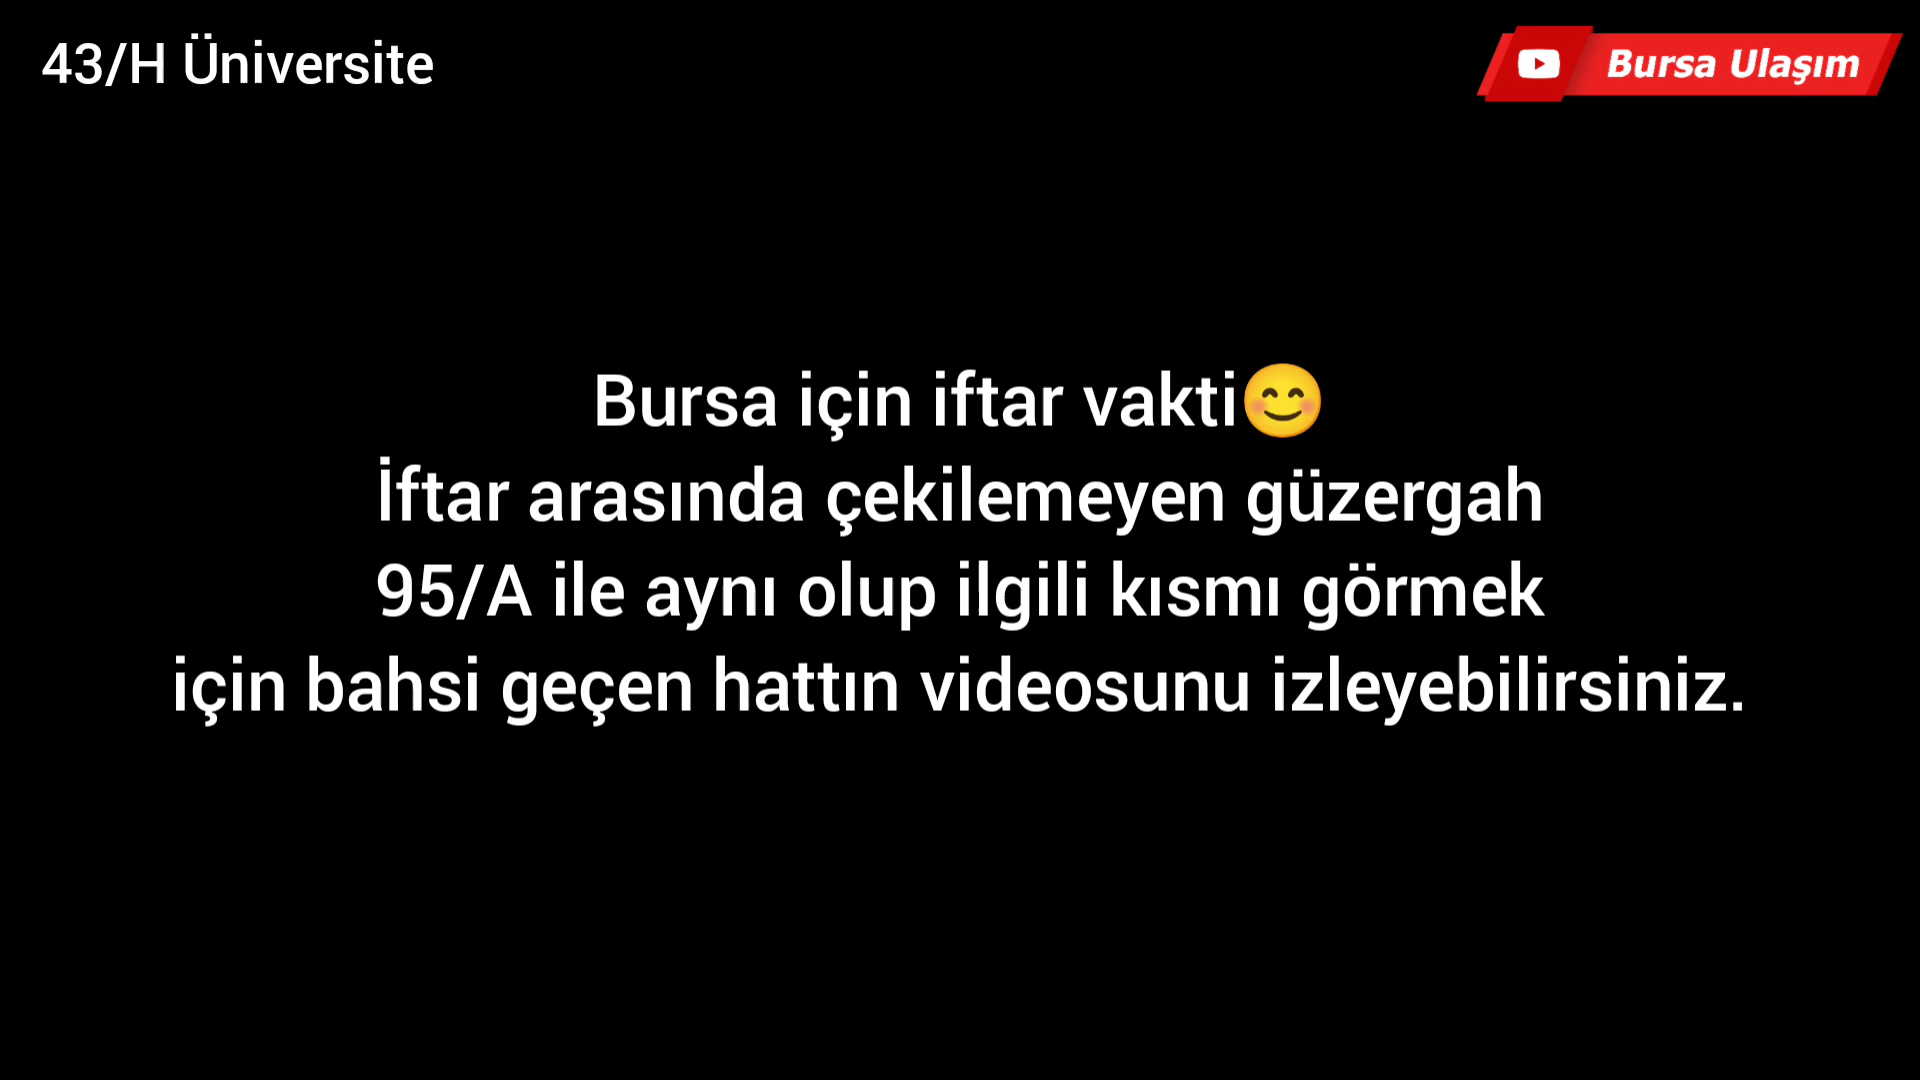 43/H Üniversite
Bursa Ulaşım
Bursa için iftar vakti😊
İftar arasında çekilemeyen güzergah
95/A ile aynı olup ilgili kısmı görmek
için bahsi geçen hattın videosunu izleyebilirsiniz.